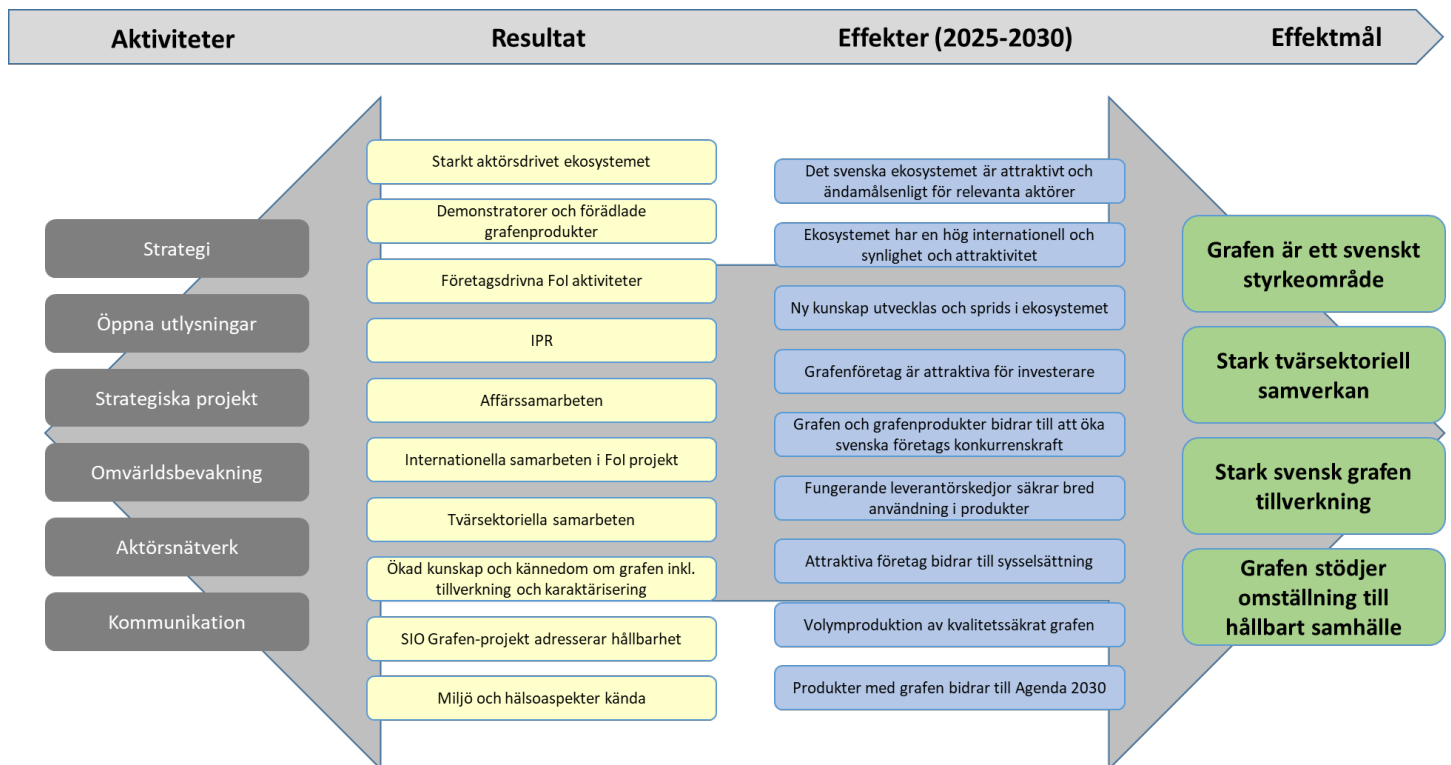 Aktiviteter
Resultat
Effekter (2025-2030)
Effektmål
Strategi
Öppna utlysningar
Strategiska projekt
Omvärldsbevakning
Aktörsnätverk
Kommunikation
Starkt aktörsdrivet ekosystemet
Demonstratorer och förädlade
grafenprodukter
Företagsdrivna FoI aktiviteter
IPR
Affärssamarbeten
Internationella samarbeten i FoI projekt
Tvärsektoriella samarbeten
Ökad kunskap och kännedom om grafen inkl.
tillverkning och karaktärisering
SIO Grafen-projekt adresserar hållbarhet
Miljö och hälsoaspekter kända
Det svenska ekosystemet är attraktivt och
ändamålsenligt för relevanta aktörer
Ekosystemet har en hög internationell och
synlighet och attraktivitet
Ny kunskap utvecklas och sprids i ekosystemet
Grafenföretag är attraktiva för investerare
Grafen och grafenprodukter bidrar till att öka
svenska företags konkurrenskraft
Fungerande leverantörskedjor säkrar bred
användning i produkter
Attraktiva företag bidrar till sysselsättning
Volymproduktion av kvalitetssäkrat grafen
Produkter med grafen bidrar till Agenda 2030
Grafen är ett svenskt
styrkeområde
Stark tvärsektoriell
samverkan
Stark svensk grafen
tillverkning
Grafen stödjer
omställning till
hållbart samhälle